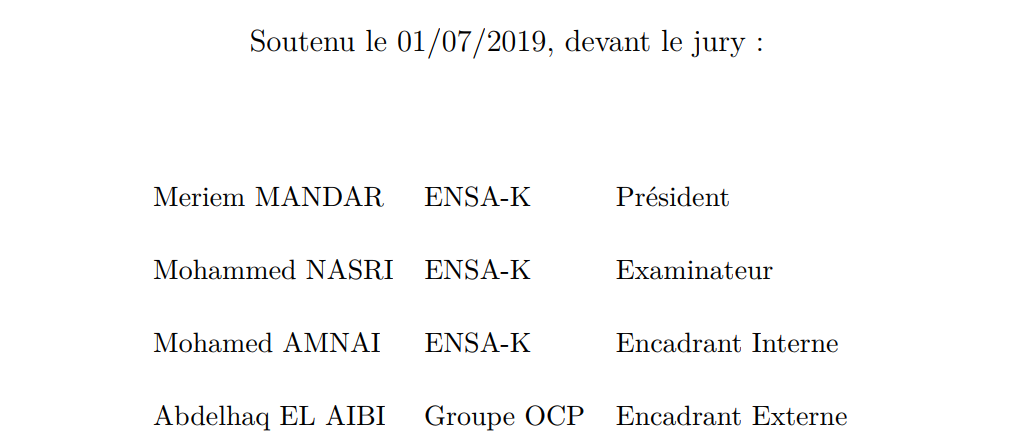 Soutenu le 01/07/2019, devant le jury :
Meriem MANDAR ENSA-K Président
Mohammed NASRI ENSA-K Examinateur
Mohamed AMNAI ENSA-K Encadrant Interne
Abdelhaq EL AIBI Groupe OCP Encadrant Externe